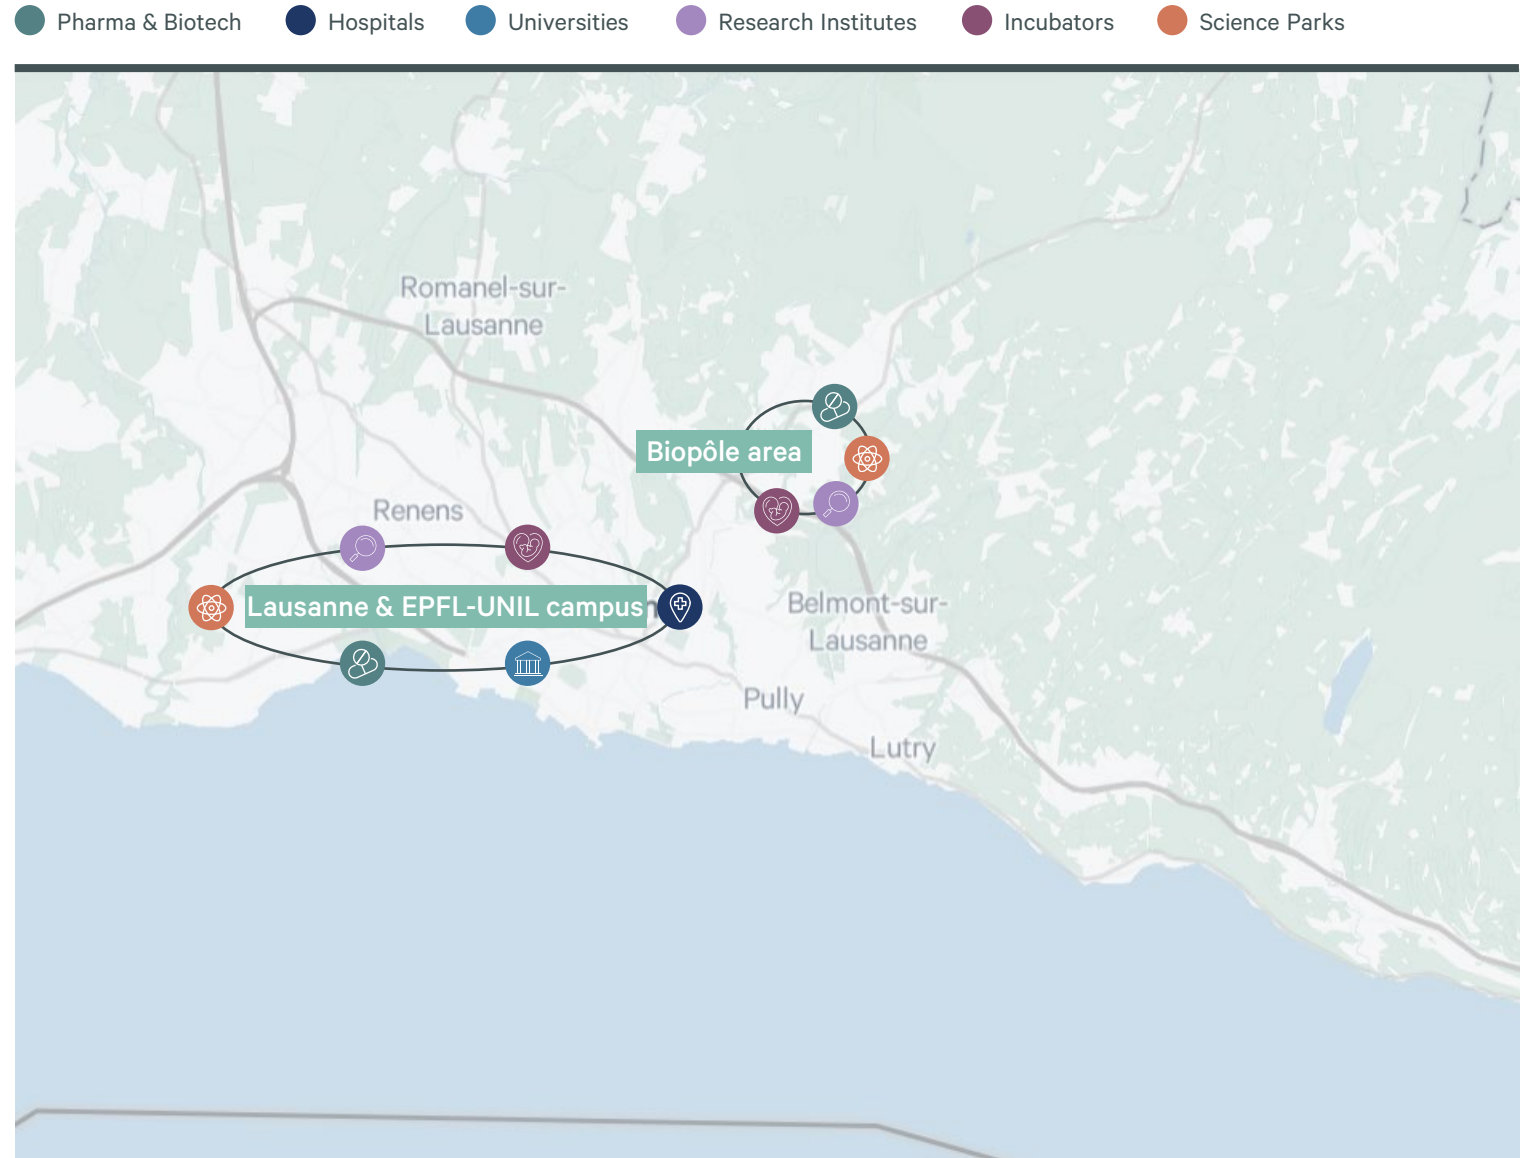 Pharma & Biotech
Hospitals
Universities
Research Institutes
Incubators
Science Parks
Romanel-sur-
Lausanne
Biopôle area
Renens
Lausanne & EPFL-UNIL campus
Belmont-sur-
Lausanne
Pully
Lutry